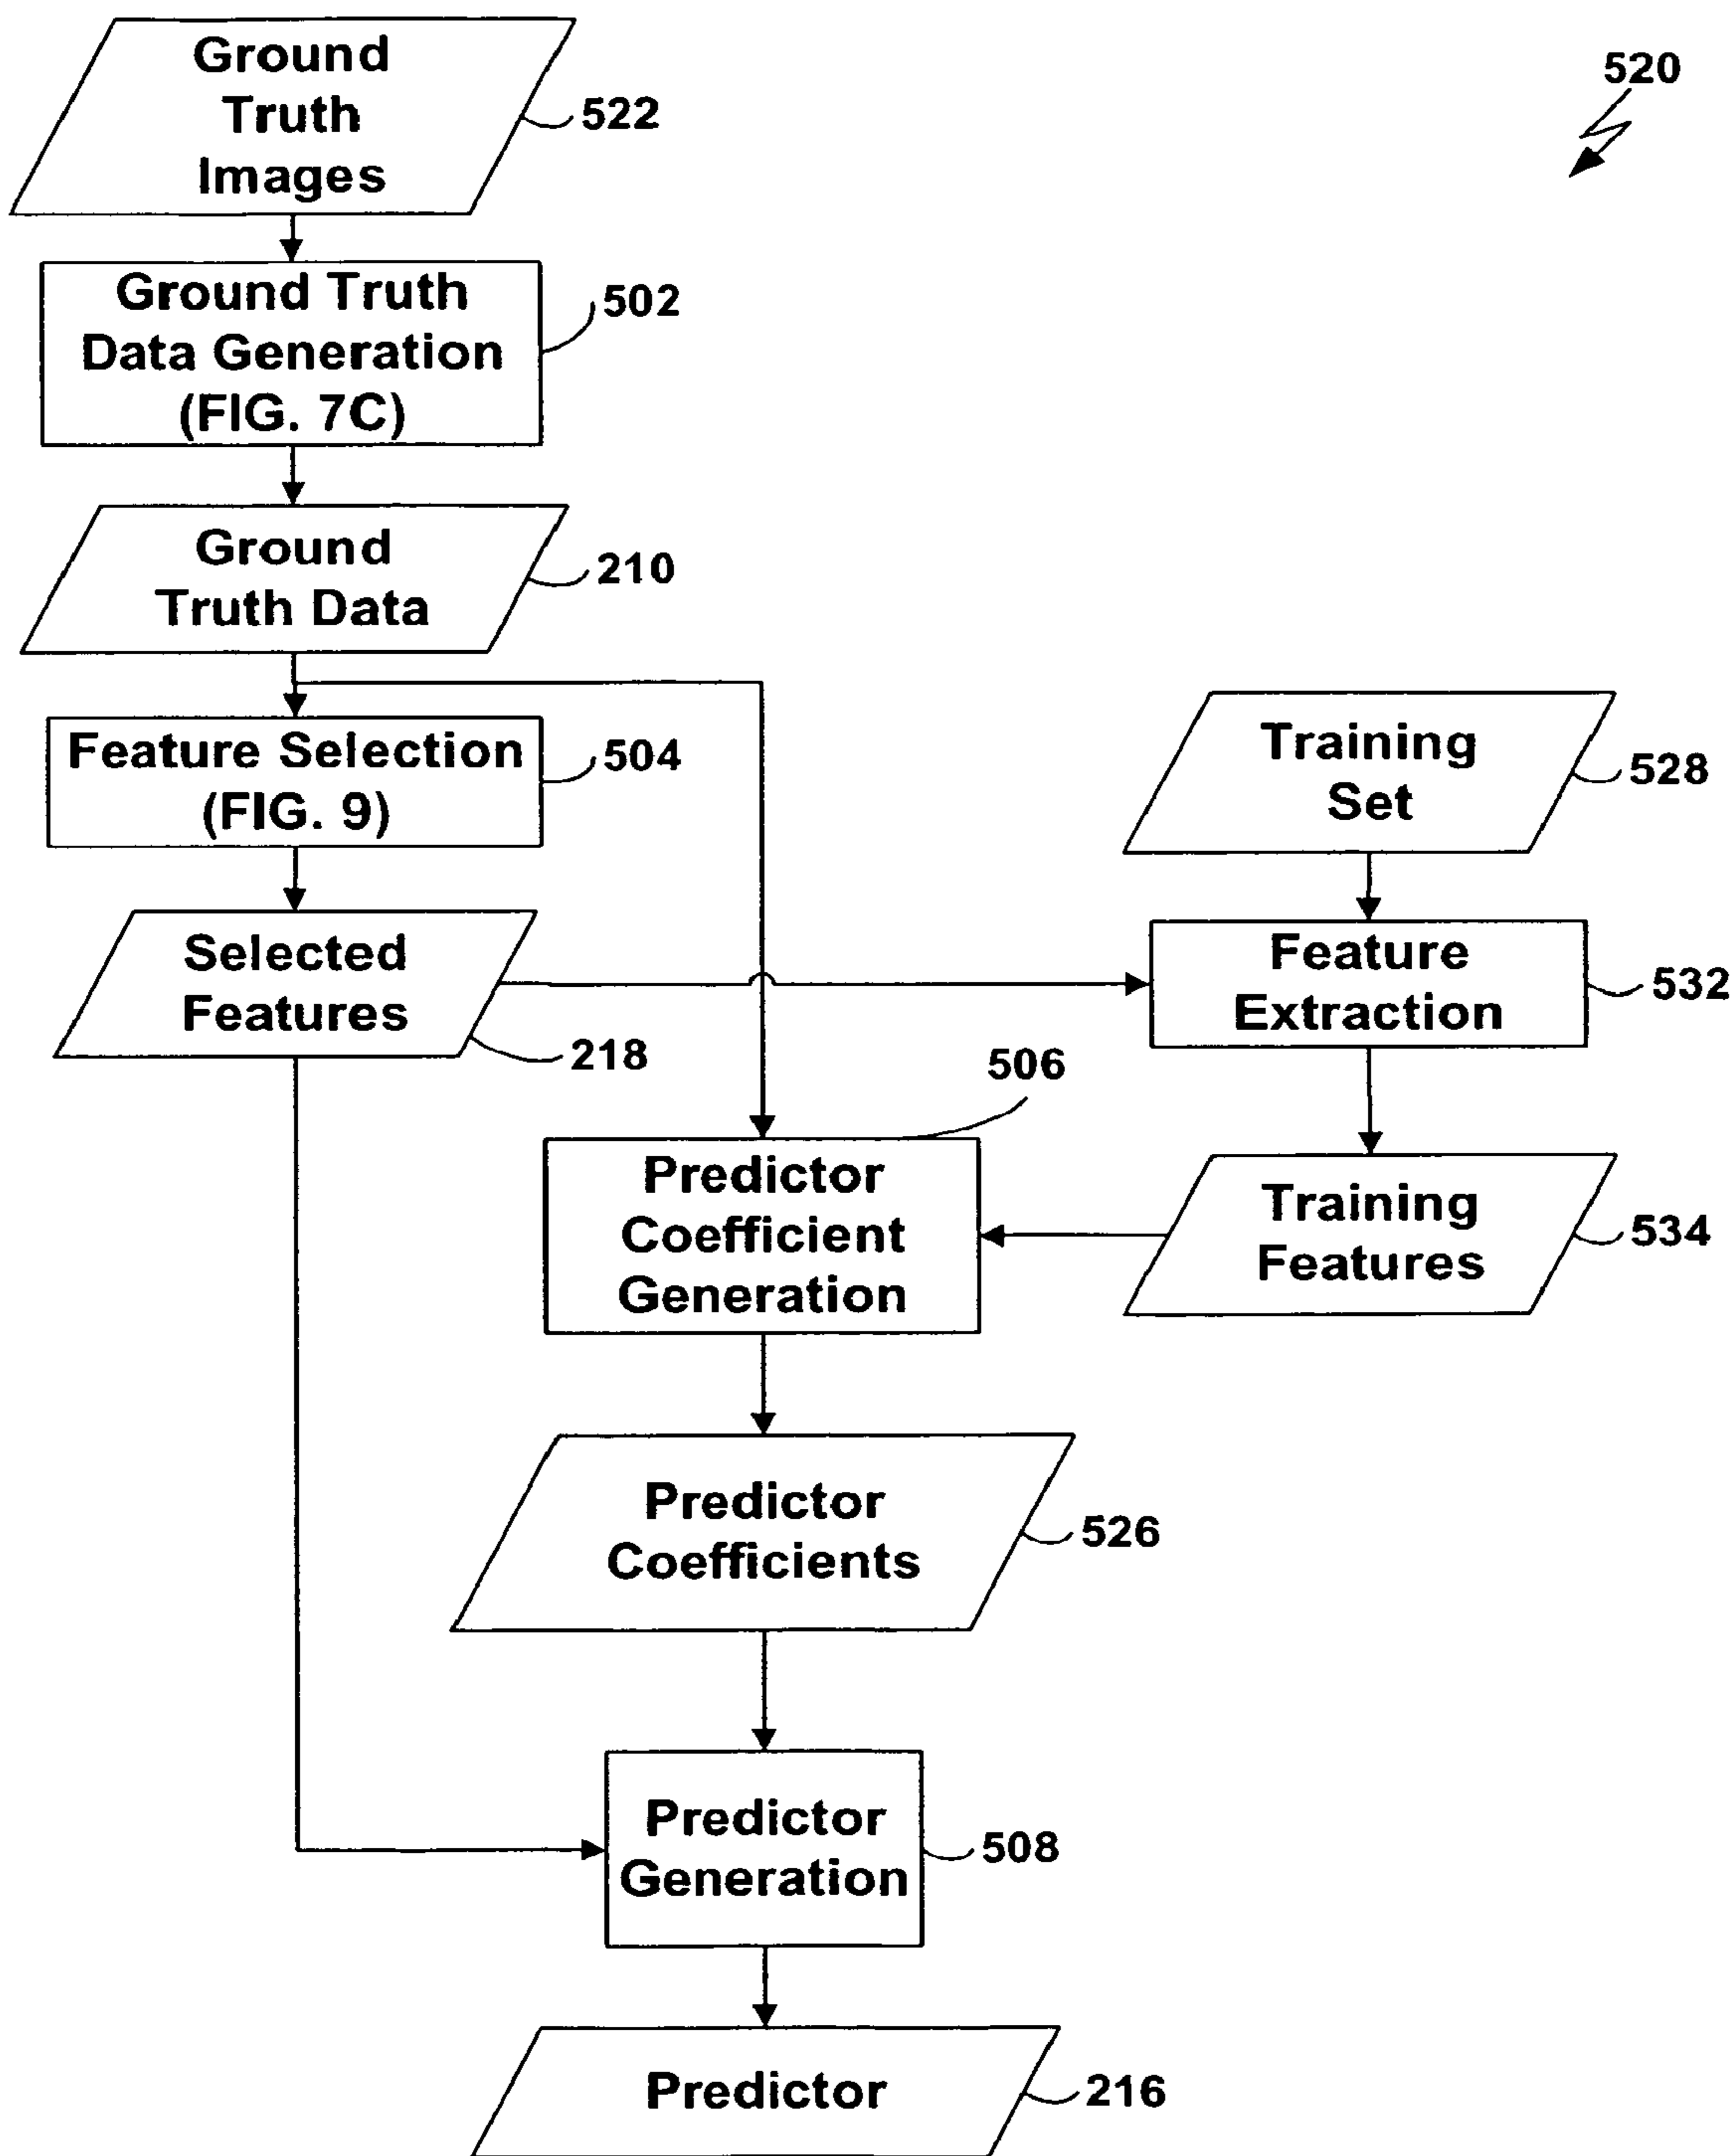 Ground
Truth
Images
522
520
Ground Truth
Data Generation
(FIG. 7C)
502
Ground
Truth Data
210
Feature Selection
(FIG. 9)
504
Training
Set
528
Selected
Features
218
Feature
Extraction
532
506
Predictor
Coefficient
Generation
Training
Features
534
Predictor
Coefficients
526
Predictor
Generation
508
Predictor
216